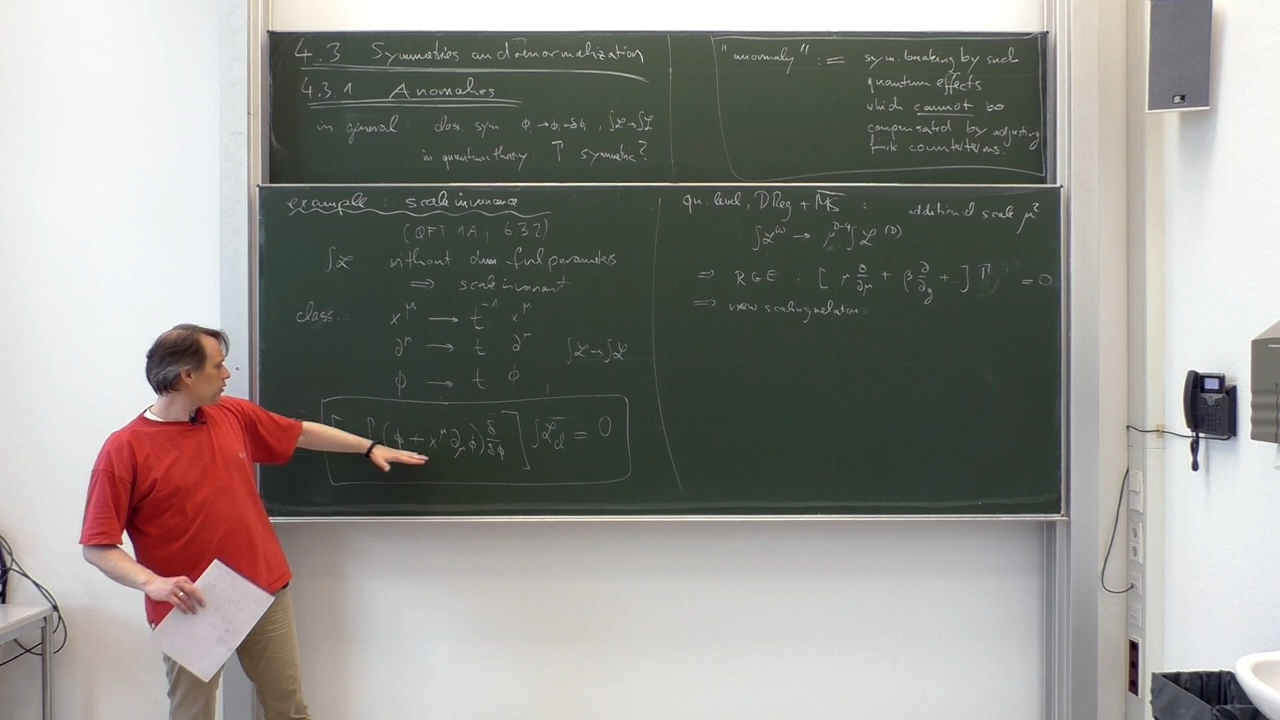 4.3 Symmetries and renormalization
4.3.1 Anomalies
in general: class. sym. ϕᵢ→ϕᵢ+δϕᵢ, ∫ℒ→∫ℒ
in quantum theory: Γ symmetric?
"anomaly" := sym. breaking by such
quantum effects
which cannot be
compensated by adjusting
finite counterterms.
example: scale invariance
(QFT 1A, 6.3.2)
∫ℒ without dim.ful parameters
⇒ scale invariant
class.: x^μ → t⁻¹ x^μ
∂^μ → t ∂^μ ∫ℒ→∫ℒ
ϕ → t ϕ
(ϕ + x^μ ∂_μ ϕ) δ/δϕ ] ∫ℒ_cl = 0
qu. level, DReg + M̅S̅: additional scale μ²
∫ℒ⁽⁴⁾ → μ^{D-4} ∫ℒ^{(D)}
⇒ RGE: [ μ ∂/∂μ + β ∂/∂g + ... ] Γ = 0
⇒ new scaling relation: